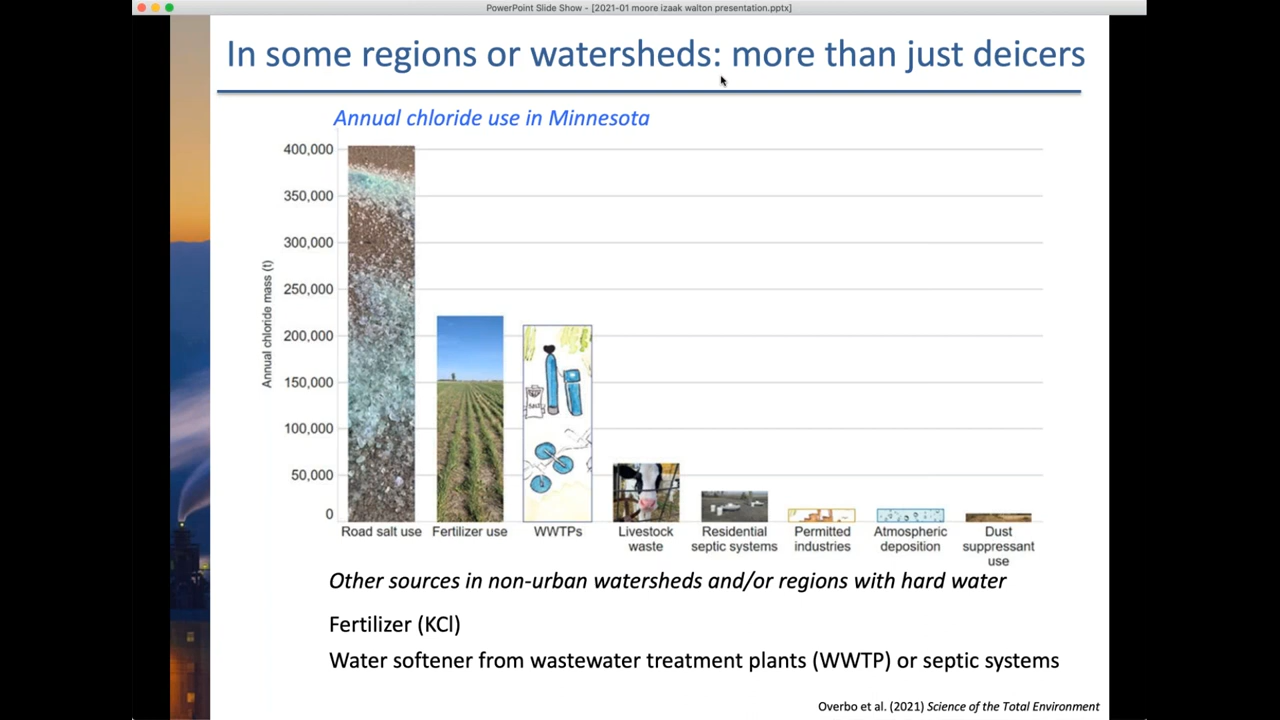 PowerPoint Slide Show - [2021-01 moore izaak walton presentation.pptx]
In some regions or watersheds: more than just deicers
Annual chloride use in Minnesota
Annual chloride mass (t)
400,000
350,000
300,000
250,000
200,000
150,000
100,000
50,000
0
Road salt use
Fertilizer use
WWTPs
Livestock
waste
Residential
septic systems
Permitted
industries
Atmospheric
deposition
Dust
suppressant
use
Other sources in non-urban watersheds and/or regions with hard water
Fertilizer (KCl)
Water softener from wastewater treatment plants (WWTP) or septic systems
Overbo et al. (2021) Science of the Total Environment